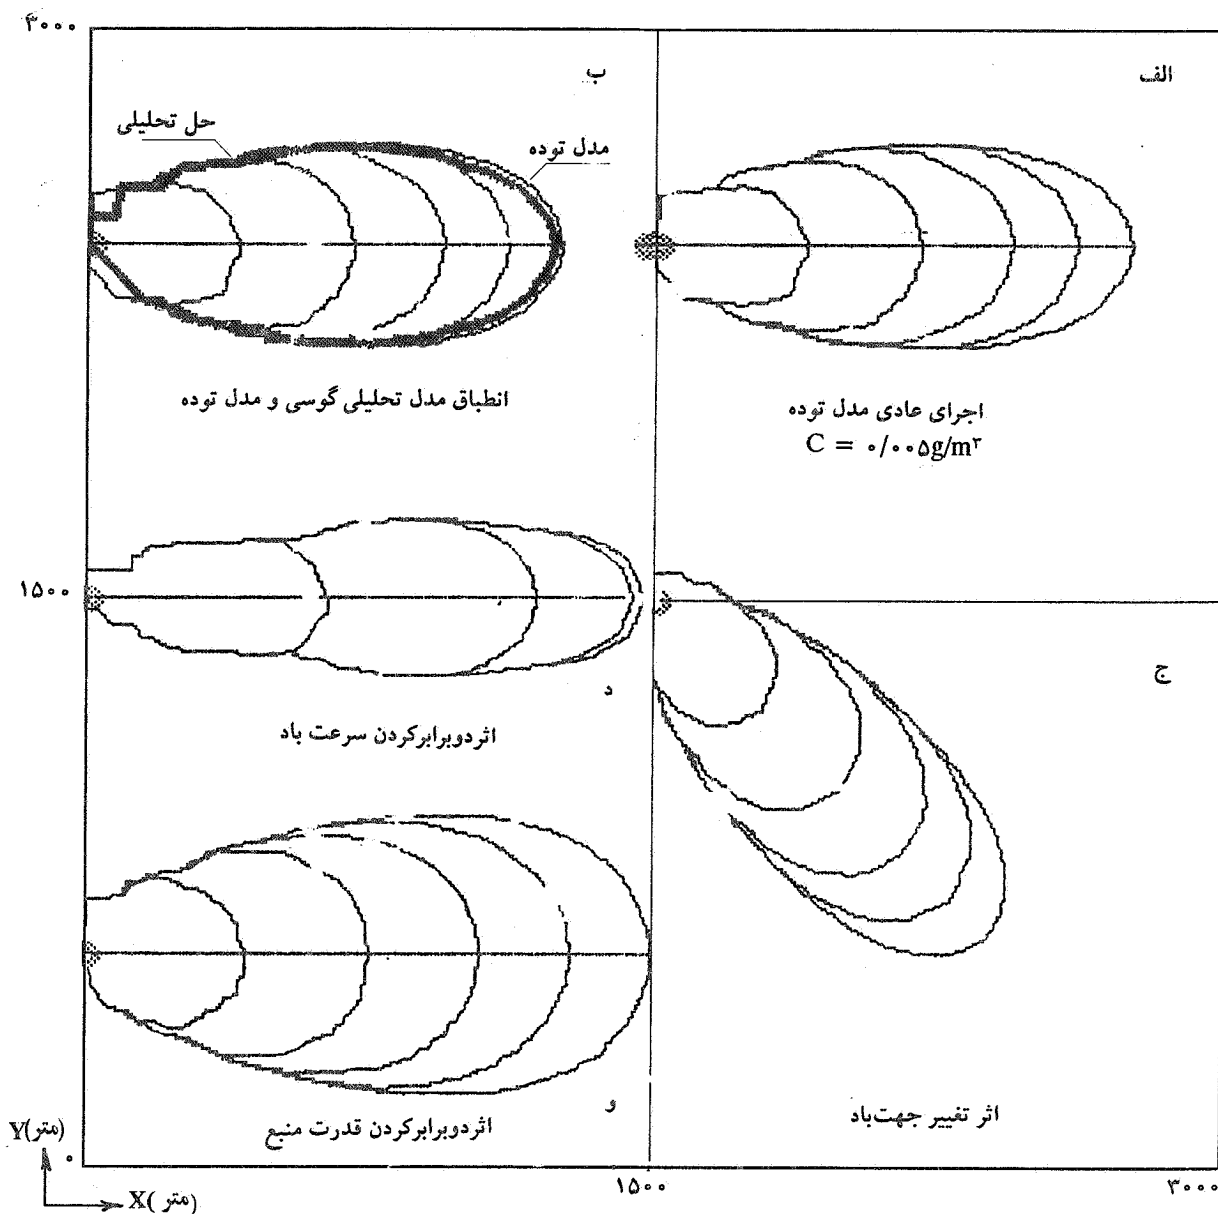 ۳۰۰۰
الف
ب
حل تحلیلی
مدل توده
انطباق مدل تحلیلی گوسی و مدل توده
اجرای عادی مدل توده
C = ۰/۰۰۵g/m۳
۱۵۰۰
ج
د
اثردوبرابرکردن سرعت باد
و
اثردوبرابرکردن قدرت منبع
اثر تغییر جهت‌باد
Y(متر)
۰
X(متر)
۱۵۰۰
۳۰۰۰